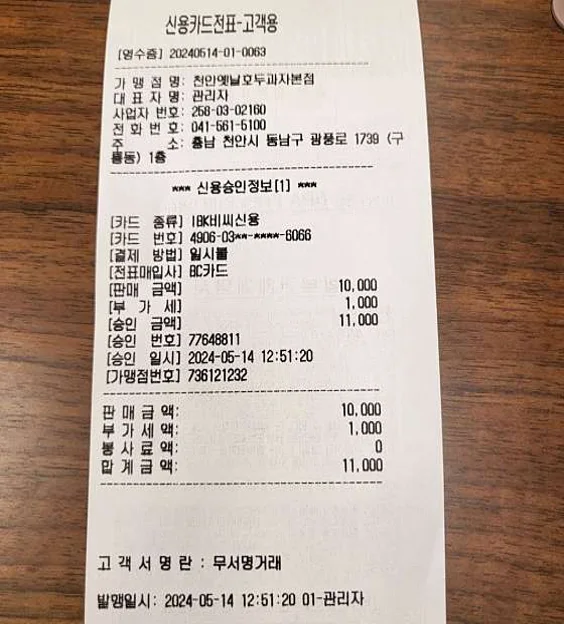 신용카드전표-고객용
[영수증] 20240514-01-0063
가 맹 점 명: 천안옛날호두과자본점
대 표 자 명: 관리자
사업자 번호: 258-03-02160
전 화 번 호: 041-561-5100
주 소: 충남 천안시 동남구 광풍로 1739 (구
룡동) 1층
*** 신용승인정보[1] ***
[카드 종류] IBK비씨신용
[카드 번호] 4906-03**-****-6066
[결제 방법] 일시불
[전표매입사] BC카드
[판매 금액] 10,000
[부 가 세] 1,000
[승인 금액] 11,000
[승인 번호] 77648811
[승인 일시] 2024-05-14 12:51:20
[가맹점번호] 736121232
판 매 금 액: 10,000
부 가 세 액: 1,000
봉 사 료 액: 0
합 계 금 액: 11,000
고 객 서 명 란 : 무서명거래
발행일시: 2024-05-14 12:51:20 01-관리자